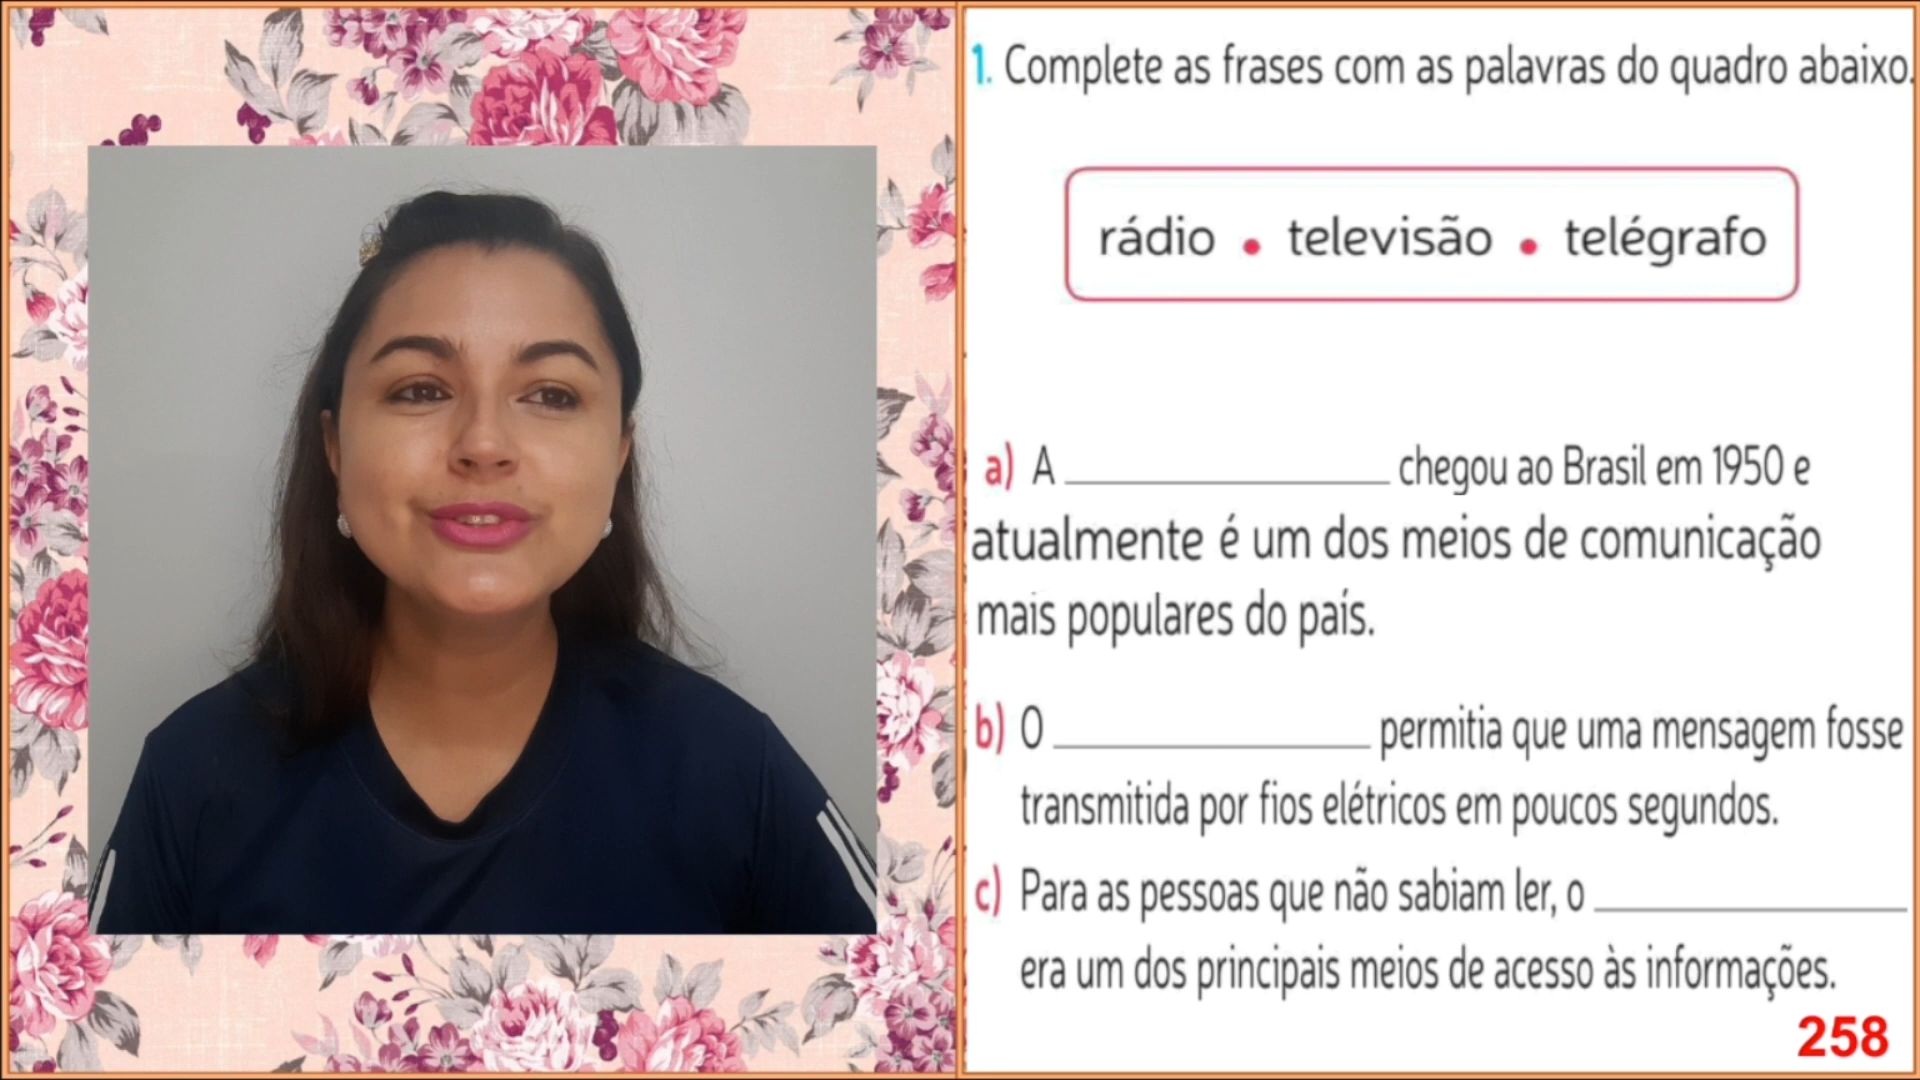 1. Complete as frases com as palavras do quadro abaixo.
rádio • televisão • telégrafo
a) A ____________ chegou ao Brasil em 1950 e
atualmente é um dos meios de comunicação
mais populares do país.
b) O ____________ permitia que uma mensagem fosse
transmitida por fios elétricos em poucos segundos.
c) Para as pessoas que não sabiam ler, o ____________
era um dos principais meios de acesso às informações.
258